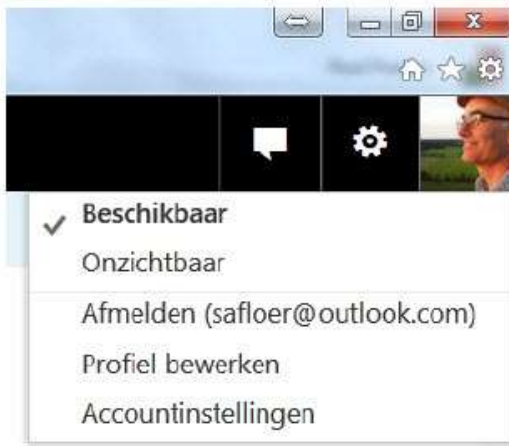 Beschikbaar
Onzichtbaar
Afmelden (safloer@outlook.com)
Profiel bewerken
Accountinstellingen